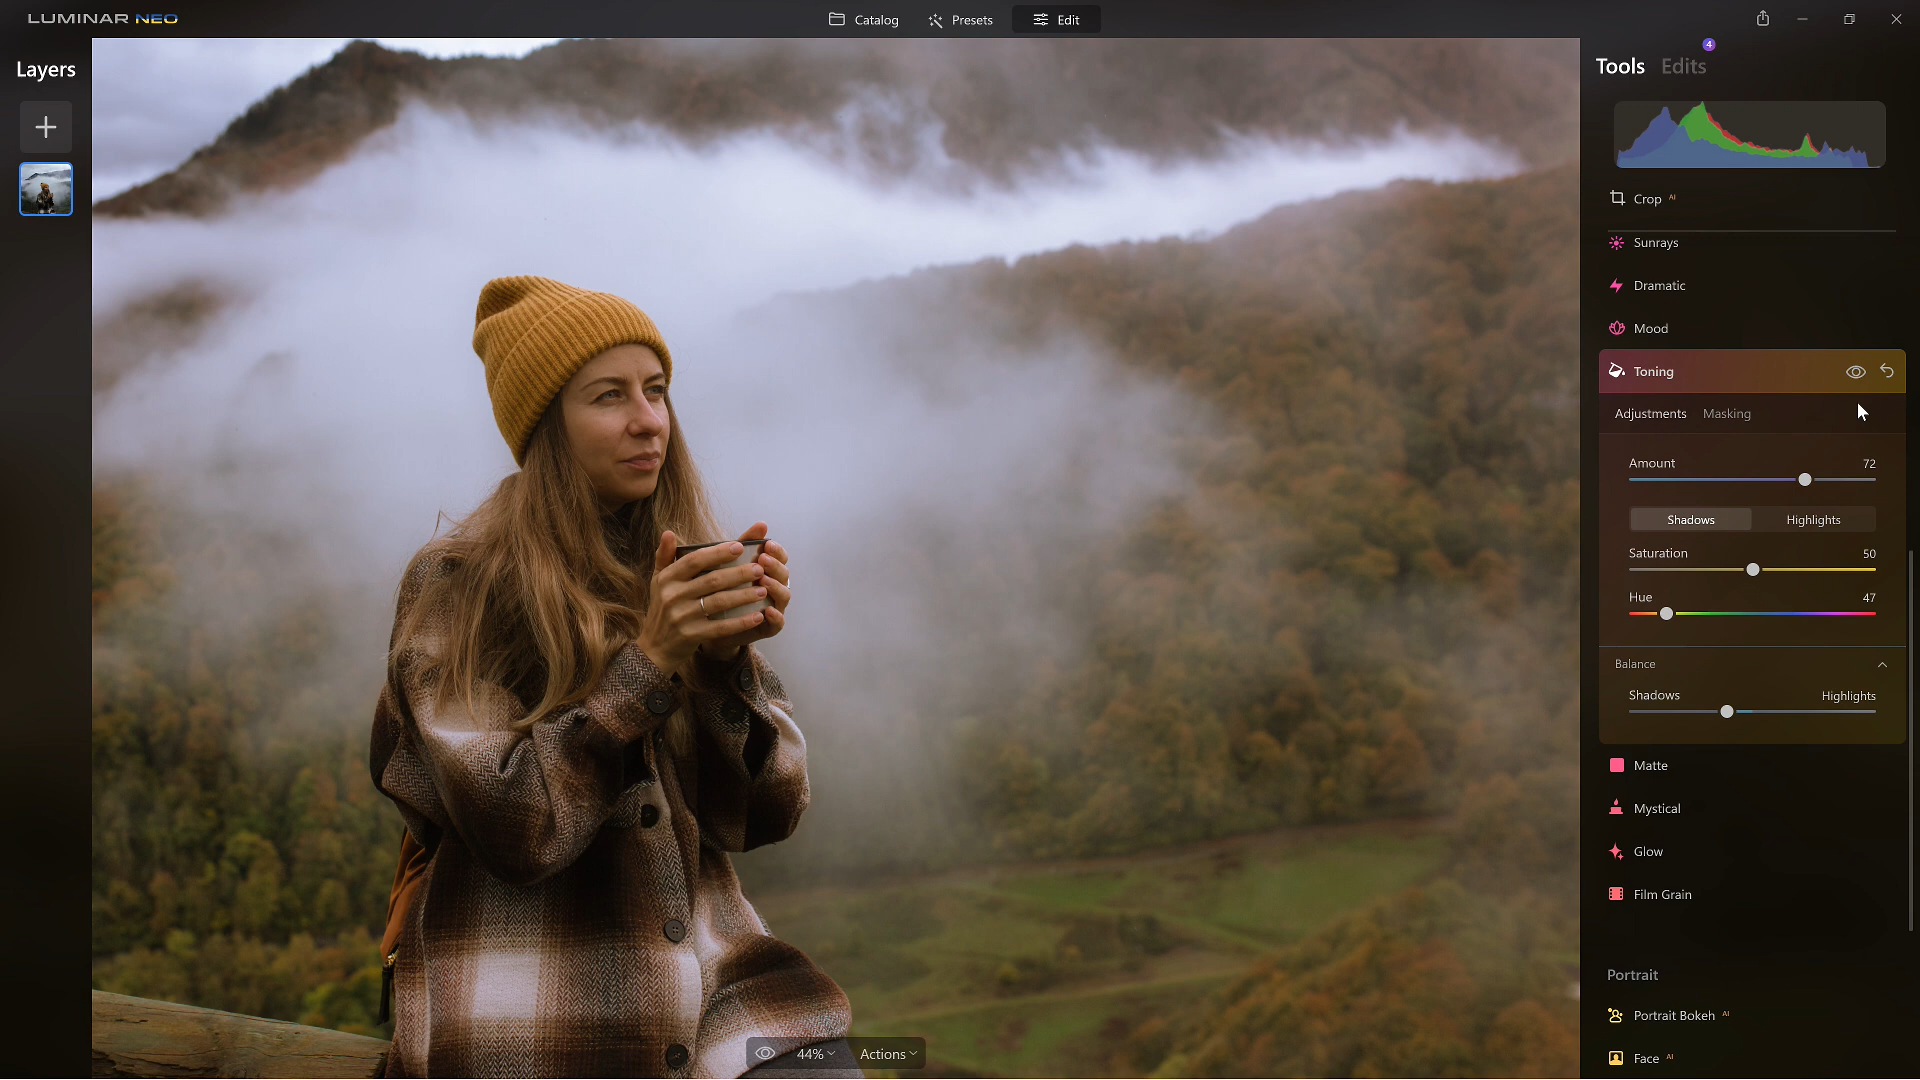 LUMINAR NEO
Catalog
Presets
Edit
Layers
4
Tools Edits
Crop AI
Sunrays
Dramatic
Mood
Toning
Adjustments Masking
Amount 72
Shadows Highlights
Saturation 50
Hue 47
Balance
Shadows Highlights
Matte
Mystical
Glow
Film Grain
Portrait
Portrait Bokeh AI
Face AI
44% Actions